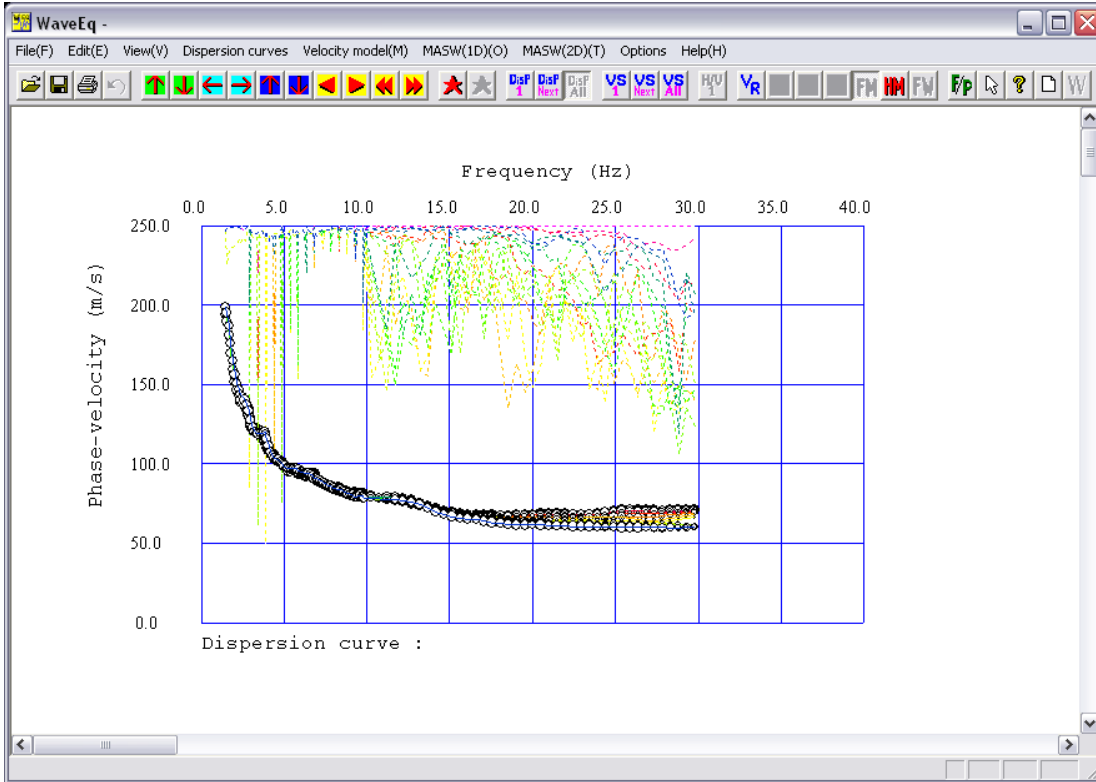 WaveEq -
File(F) Edit(E) View(V) Dispersion curves Velocity model(M) MASW(1D)(O) MASW(2D)(T) Options Help(H)
DisP 1 DisP Next DisP All VS 1 VS Next VS All H/V VR FM HM FW F/p ? W
Frequency (Hz)
0.0 5.0 10.0 15.0 20.0 25.0 30.0 35.0 40.0
250.0
200.0
150.0
100.0
50.0
0.0
Phase-velocity (m/s)
Dispersion curve :